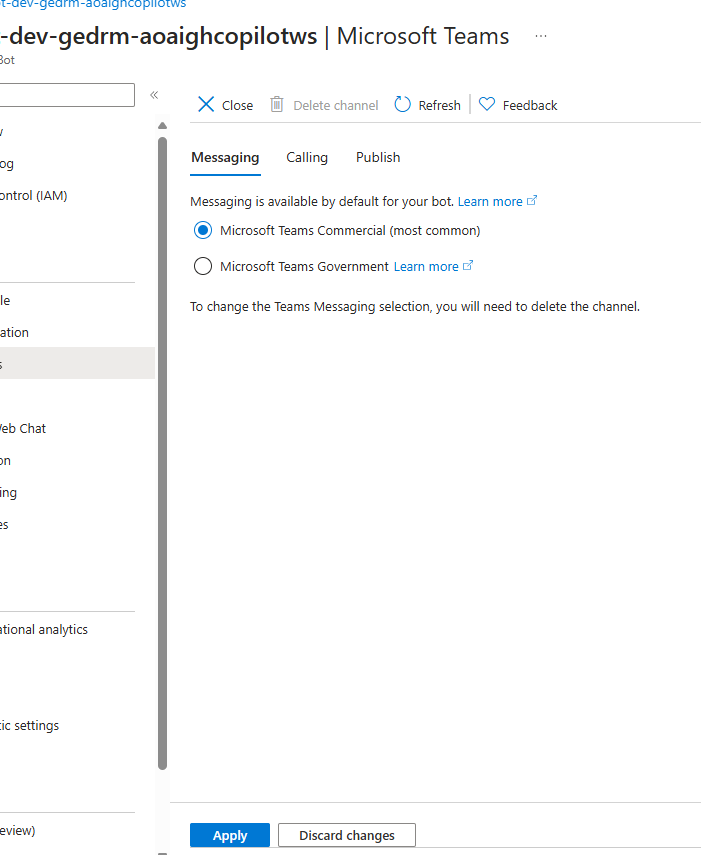 t-dev-gedrm-aoaighcopilotws
-dev-gedrm-aoaighcopilotws | Microsoft Teams ...
Bot
«
Close Delete channel Refresh Feedback
og
ontrol (IAM)
le
ation
s
Web Chat
on
ing
es
ational analytics
tic settings
eview)
Messaging Calling Publish
Messaging is available by default for your bot. Learn more
Microsoft Teams Commercial (most common)
Microsoft Teams Government Learn more
To change the Teams Messaging selection, you will need to delete the channel.
Apply Discard changes